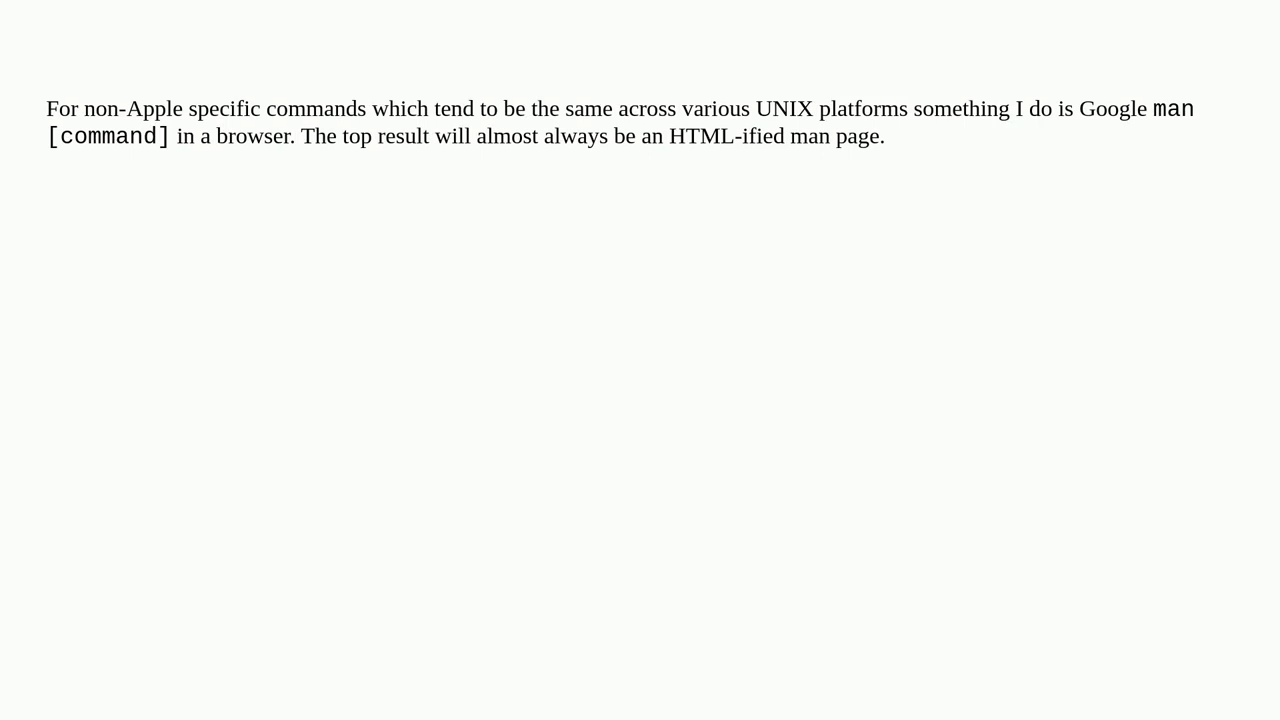 For non-Apple specific commands which tend to be the same across various UNIX platforms something I do is Google man
[command] in a browser. The top result will almost always be an HTML-ified man page.